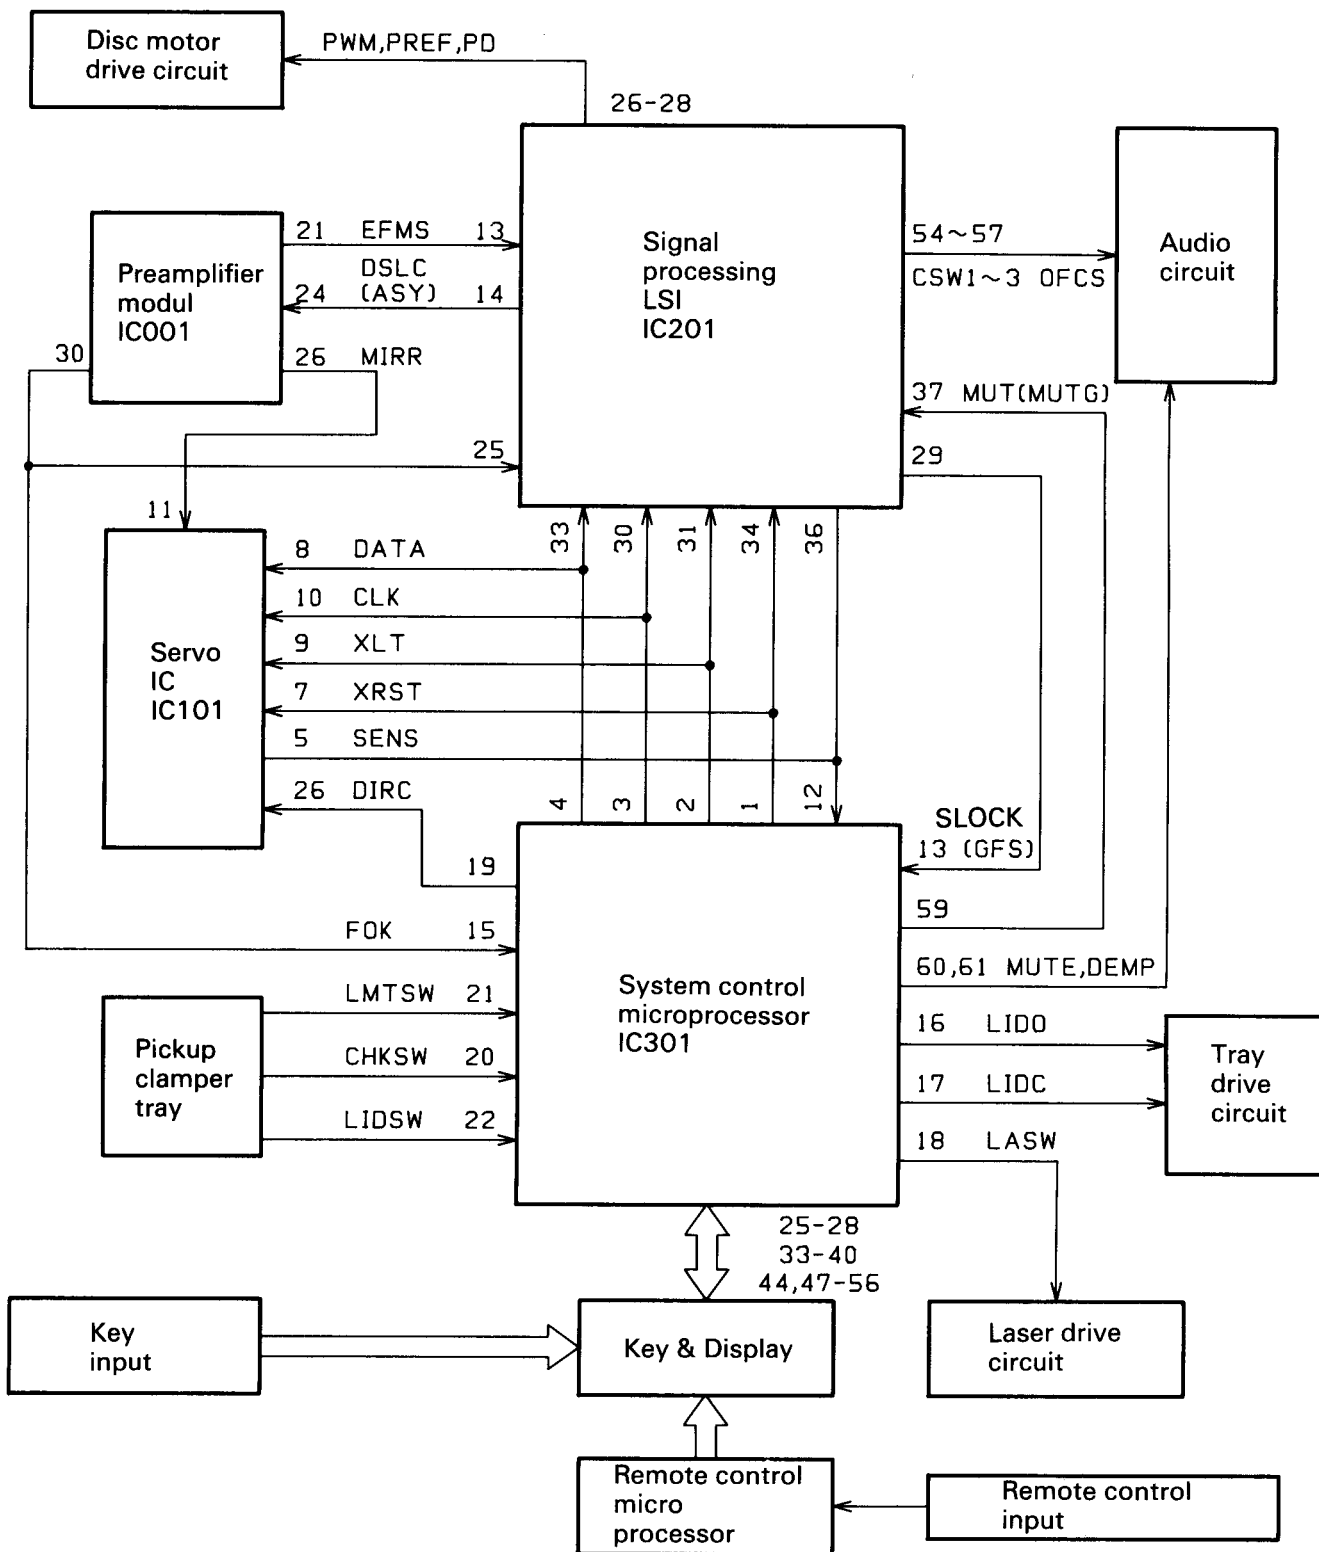 Disc motor
drive circuit
PWM,PREF,PD
26-28
Preamplifier
modul
IC001
21 EFMS 13
DSLC
24 (ASY) 14
30
26 MIRR
25
Signal
processing
LSI
IC201
54~57
CSW1~3 OFCS
Audio
circuit
37 MUT(MUTG)
29
11
33
30
31
34
36
Servo
IC
IC101
8 DATA
10 CLK
9 XLT
7 XRST
5 SENS
26 DIRC
4
3
2
1
12
SLOCK
13 (GFS)
19
59
FOK 15
60,61 MUTE,DEMP
System control
microprocessor
IC301
Pickup
clamper
tray
LMTSW 21
CHKSW 20
LIDSW 22
16 LIDO
17 LIDC
18 LASW
Tray
drive
circuit
25-28
33-40
44,47-56
Key
input
Key & Display
Laser drive
circuit
Remote control
micro
processor
Remote control
input